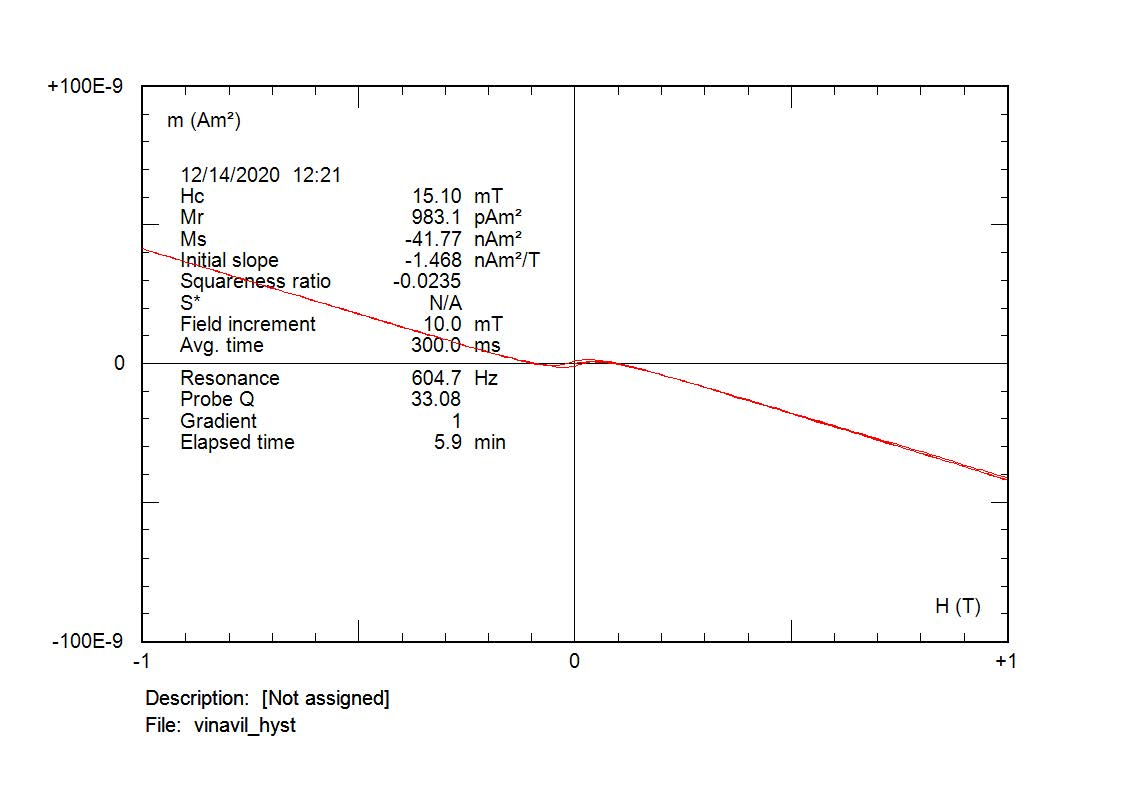 +100E-9
m (Am²)
12/14/2020 12:21
Hc 15.10 mT
Mr 983.1 pAm²
Ms -41.77 nAm²
Initial slope -1.468 nAm²/T
Squareness ratio -0.0235
S* N/A
Field increment 10.0 mT
Avg. time 300.0 ms
0
Resonance 604.7 Hz
Probe Q 33.08
Gradient 1
Elapsed time 5.9 min
H (T)
-100E-9
-1 0 +1
Description: [Not assigned]
File: vinavil_hyst